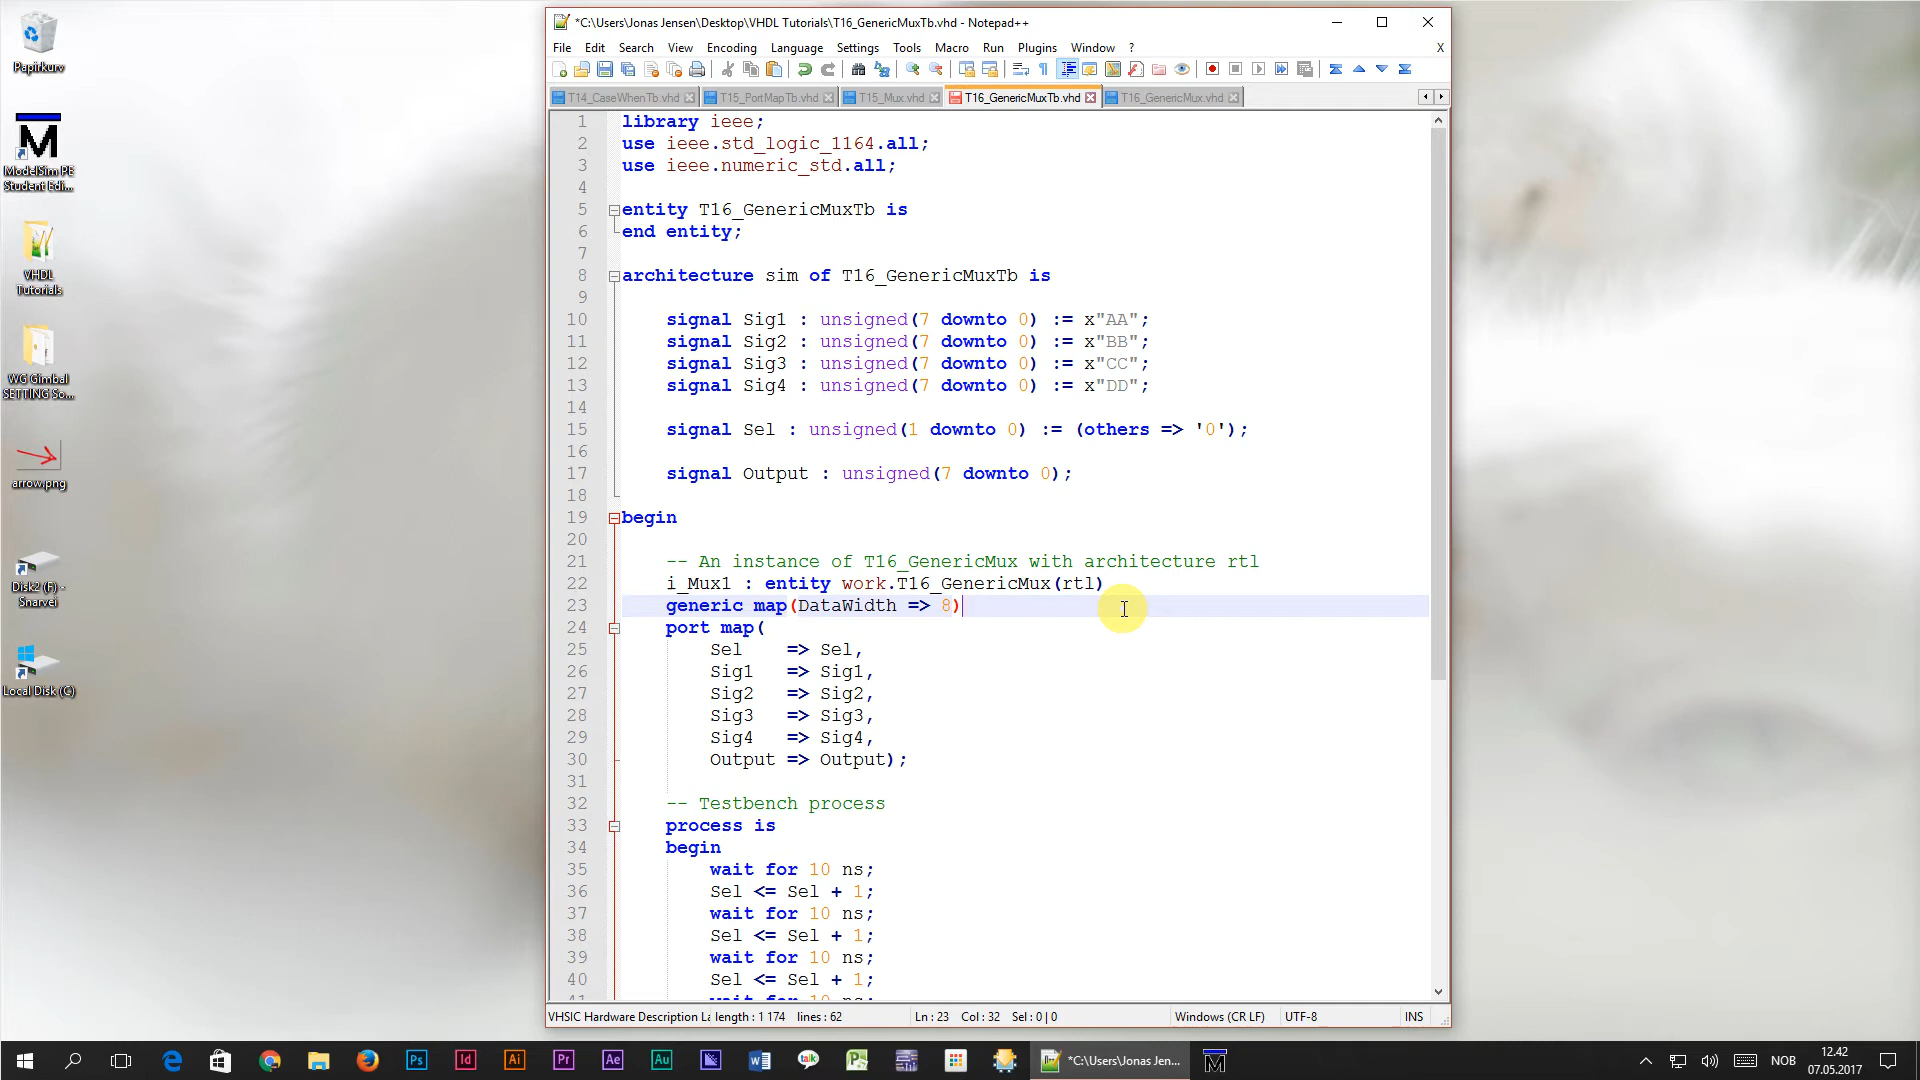 Papirkurv
ModelSim PE
Student Edi...
VHDL
Tutorials
WG Gimbal
SETTING So...
arrow.png
Disk2 (F) -
Snarvei
Local Disk (C)
*C:\Users\Jonas Jensen\Desktop\VHDL Tutorials\T16_GenericMuxTb.vhd - Notepad++
File Edit Search View Encoding Language Settings Tools Macro Run Plugins Window ? X
T14_CaseWhenTb.vhd T15_PortMapTb.vhd T15_Mux.vhd T16_GenericMuxTb.vhd T16_GenericMux.vhd
1 library ieee;
2 use ieee.std_logic_1164.all;
3 use ieee.numeric_std.all;
4
5 entity T16_GenericMuxTb is
6 end entity;
7
8 architecture sim of T16_GenericMuxTb is
9
10 signal Sig1 : unsigned(7 downto 0) := x"AA";
11 signal Sig2 : unsigned(7 downto 0) := x"BB";
12 signal Sig3 : unsigned(7 downto 0) := x"CC";
13 signal Sig4 : unsigned(7 downto 0) := x"DD";
14
15 signal Sel : unsigned(1 downto 0) := (others => '0');
16
17 signal Output : unsigned(7 downto 0);
18
19 begin
20
21 -- An instance of T16_GenericMux with architecture rtl
22 i_Mux1 : entity work.T16_GenericMux(rtl)
23 generic map(DataWidth => 8)
24 port map(
25 Sel => Sel,
26 Sig1 => Sig1,
27 Sig2 => Sig2,
28 Sig3 => Sig3,
29 Sig4 => Sig4,
30 Output => Output);
31
32 -- Testbench process
33 process is
34 begin
35 wait for 10 ns;
36 Sel <= Sel + 1;
37 wait for 10 ns;
38 Sel <= Sel + 1;
39 wait for 10 ns;
40 Sel <= Sel + 1;
41 wait for 10 ns;
VHSIC Hardware Description La length : 1 174 lines : 62 Ln : 23 Col : 32 Sel : 0 | 0 Windows (CR LF) UTF-8 INS
Ps Id Ai Pr Ae Au talk *C:\Users\Jonas Jen... NOB
12.42
07.05.2017